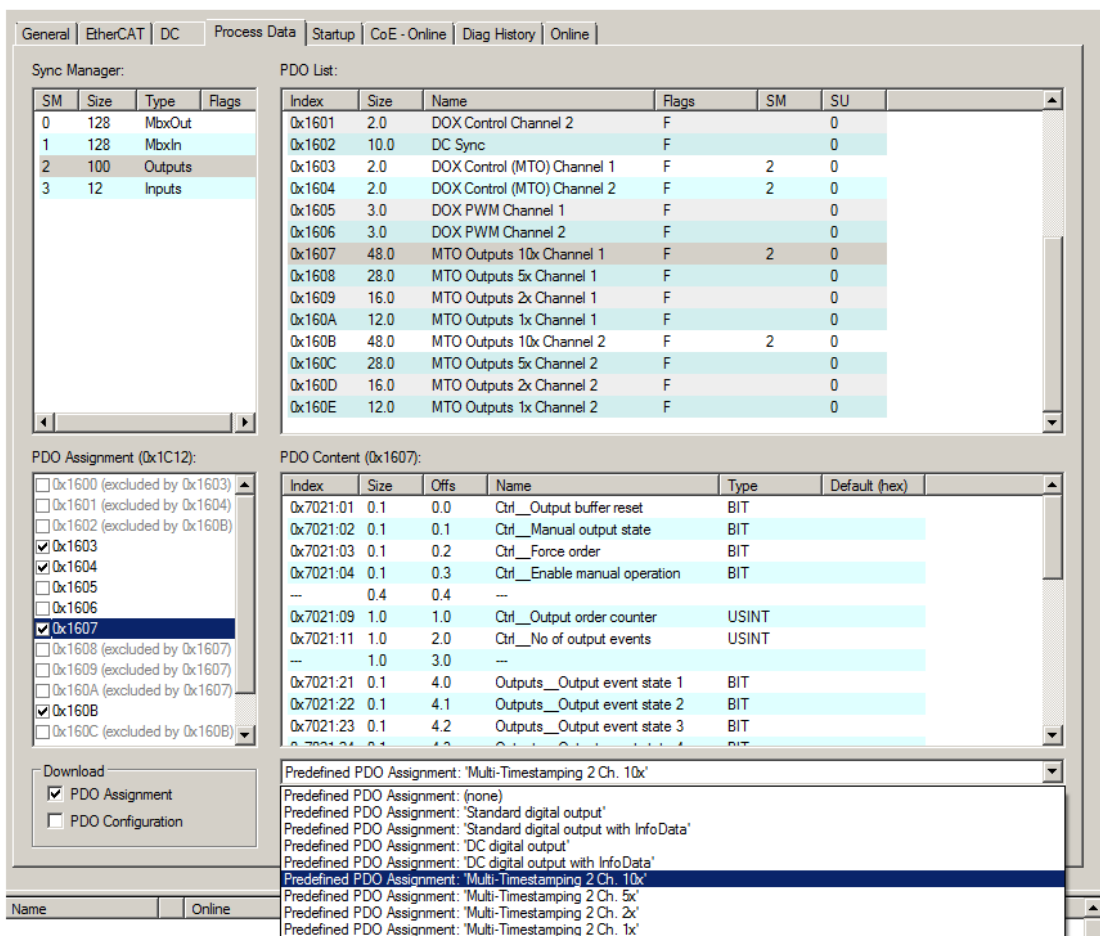 General EtherCAT DC Process Data Startup CoE - Online Diag History Online
Sync Manager:
SM Size Type Flags
0 128 MbxOut
1 128 MbxIn
2 100 Outputs
3 12 Inputs
PDO List:
Index Size Name Flags SM SU
0x1601 2.0 DOX Control Channel 2 F 0
0x1602 10.0 DC Sync F 0
0x1603 2.0 DOX Control (MTO) Channel 1 F 2 0
0x1604 2.0 DOX Control (MTO) Channel 2 F 2 0
0x1605 3.0 DOX PWM Channel 1 F 0
0x1606 3.0 DOX PWM Channel 2 F 0
0x1607 48.0 MTO Outputs 10x Channel 1 F 2 0
0x1608 28.0 MTO Outputs 5x Channel 1 F 0
0x1609 16.0 MTO Outputs 2x Channel 1 F 0
0x160A 12.0 MTO Outputs 1x Channel 1 F 0
0x160B 48.0 MTO Outputs 10x Channel 2 F 2 0
0x160C 28.0 MTO Outputs 5x Channel 2 F 0
0x160D 16.0 MTO Outputs 2x Channel 2 F 0
0x160E 12.0 MTO Outputs 1x Channel 2 F 0
PDO Assignment (0x1C12):
0x1600 (excluded by 0x1603)
0x1601 (excluded by 0x1604)
0x1602 (excluded by 0x160B)
0x1603
0x1604
0x1605
0x1606
0x1607
0x1608 (excluded by 0x1607)
0x1609 (excluded by 0x1607)
0x160A (excluded by 0x1607)
0x160B
0x160C (excluded by 0x160B)
PDO Content (0x1607):
Index Size Offs Name Type Default (hex)
0x7021:01 0.1 0.0 Ctrl__Output buffer reset BIT
0x7021:02 0.1 0.1 Ctrl__Manual output state BIT
0x7021:03 0.1 0.2 Ctrl__Force order BIT
0x7021:04 0.1 0.3 Ctrl__Enable manual operation BIT
--- 0.4 0.4 ---
0x7021:09 1.0 1.0 Ctrl__Output order counter USINT
0x7021:11 1.0 2.0 Ctrl__No of output events USINT
--- 1.0 3.0 ---
0x7021:21 0.1 4.0 Outputs__Output event state 1 BIT
0x7021:22 0.1 4.1 Outputs__Output event state 2 BIT
0x7021:23 0.1 4.2 Outputs__Output event state 3 BIT
Download
PDO Assignment
PDO Configuration
Predefined PDO Assignment: 'Multi-Timestamping 2 Ch. 10x'
Predefined PDO Assignment: (none)
Predefined PDO Assignment: 'Standard digital output'
Predefined PDO Assignment: 'Standard digital output with InfoData'
Predefined PDO Assignment: 'DC digital output'
Predefined PDO Assignment: 'DC digital output with InfoData'
Predefined PDO Assignment: 'Multi-Timestamping 2 Ch. 10x'
Predefined PDO Assignment: 'Multi-Timestamping 2 Ch. 5x'
Predefined PDO Assignment: 'Multi-Timestamping 2 Ch. 2x'
Predefined PDO Assignment: 'Multi-Timestamping 2 Ch. 1x'
Name Online